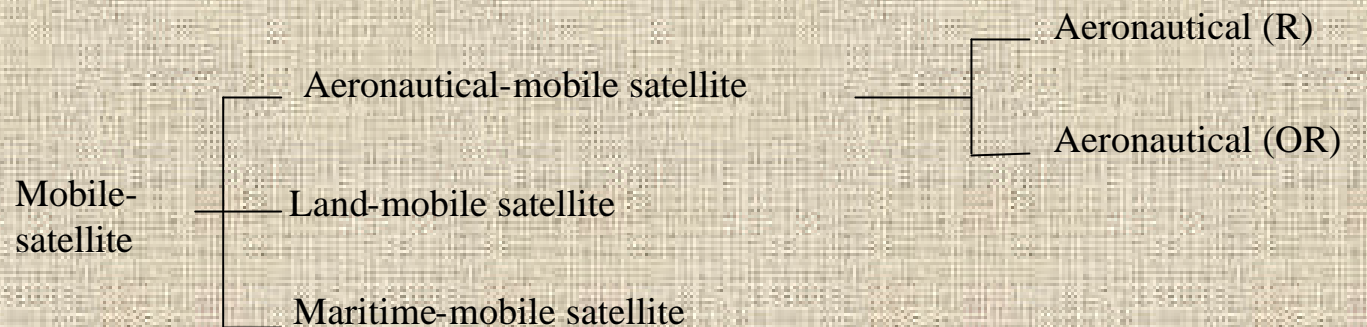 Aeronautical (R)
Aeronautical-mobile satellite
Aeronautical (OR)
Mobile-
satellite
Land-mobile satellite
Maritime-mobile satellite